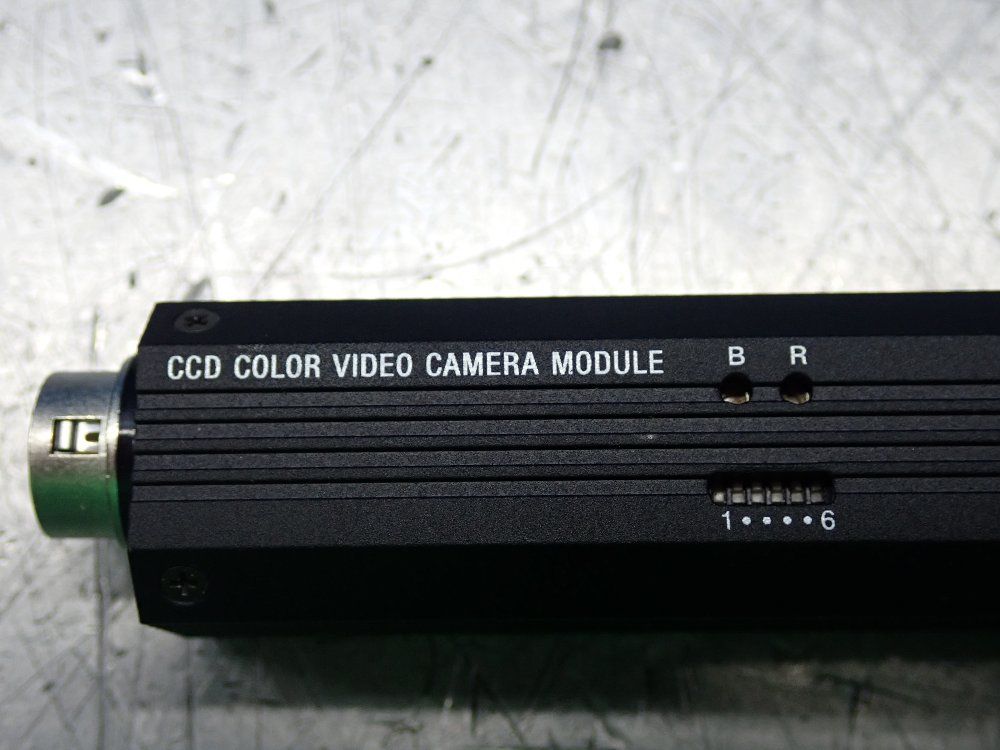 CCD COLOR VIDEO CAMERA MODULE
B R
1 • • • • 6